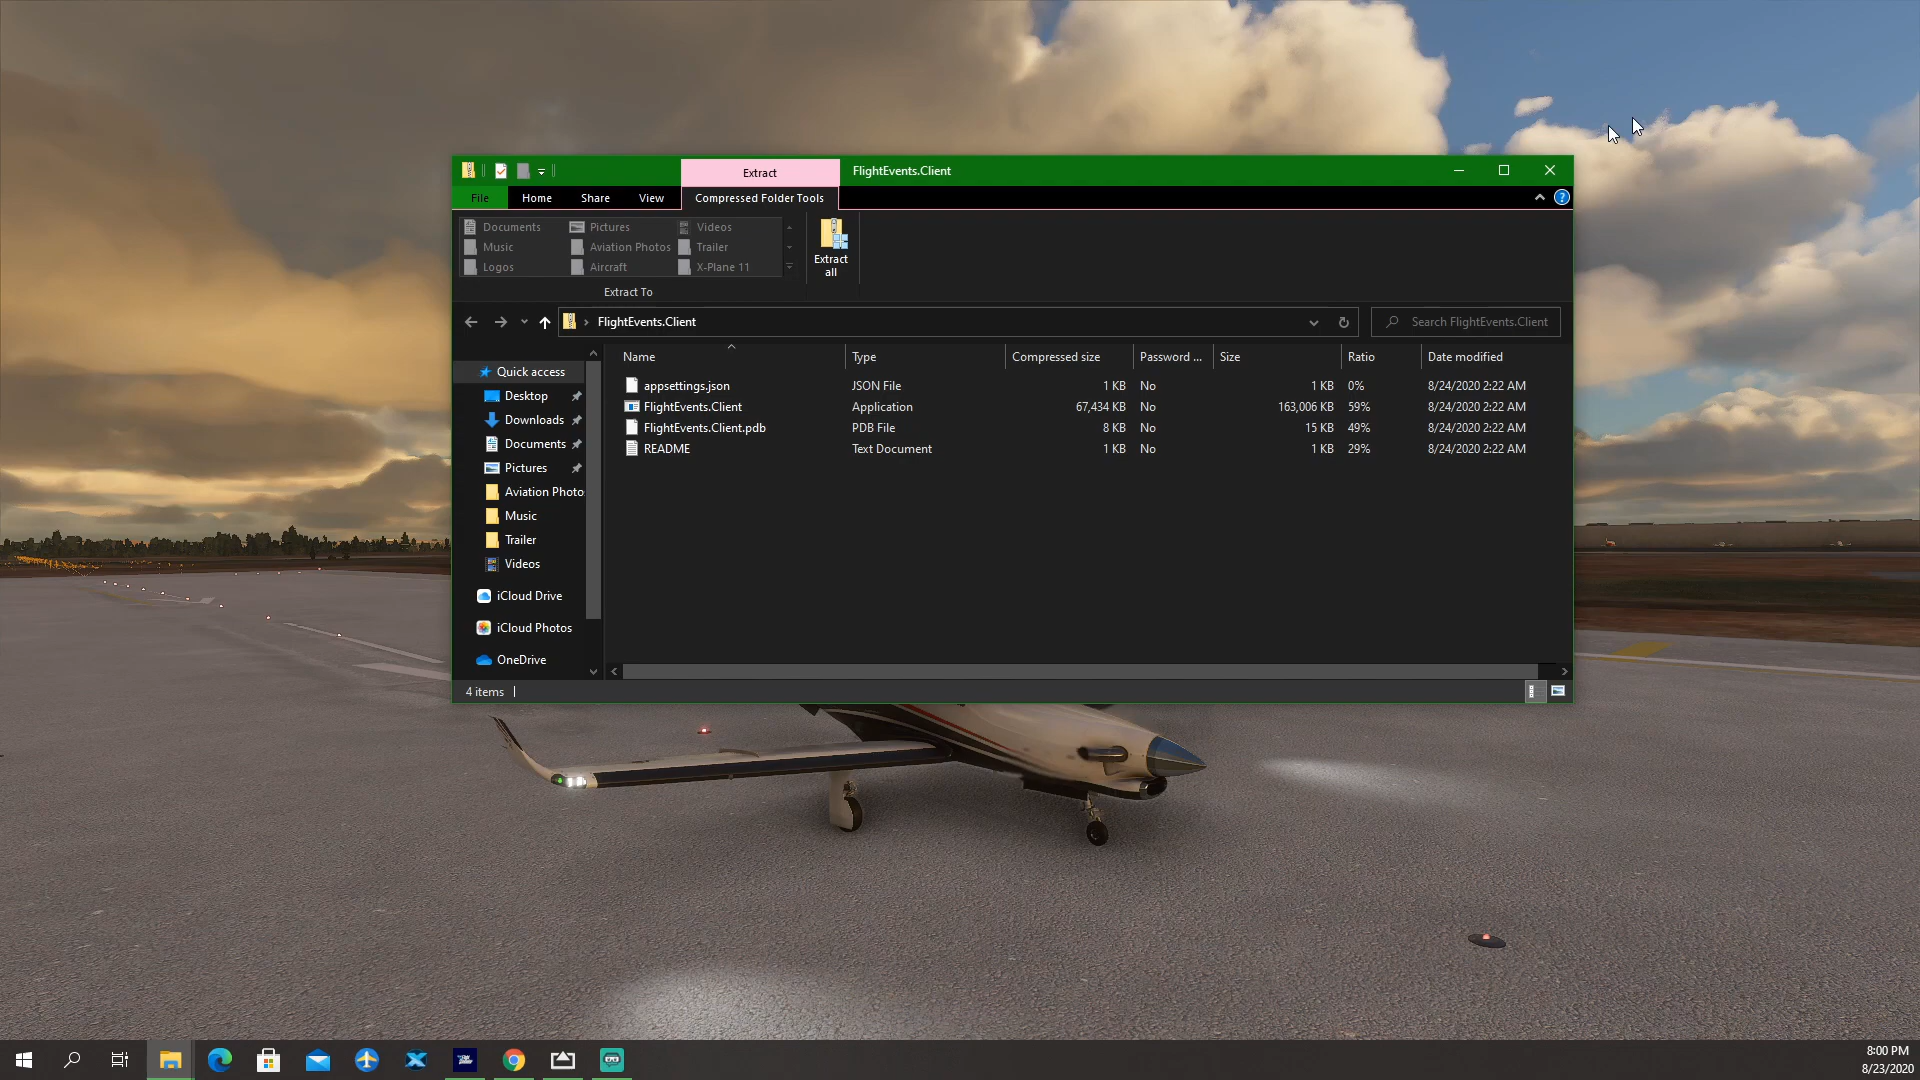 Extract
FlightEvents.Client
File Home Share View Compressed Folder Tools
Documents Pictures Videos
Music Aviation Photos Trailer
Logos Aircraft X-Plane 11
Extract all
Extract To
FlightEvents.Client
Search FlightEvents.Client
Name Type Compressed size Password ... Size Ratio Date modified
appsettings.json JSON File 1 KB No 1 KB 0% 8/24/2020 2:22 AM
FlightEvents.Client Application 67,434 KB No 163,006 KB 59% 8/24/2020 2:22 AM
FlightEvents.Client.pdb PDB File 8 KB No 15 KB 49% 8/24/2020 2:22 AM
README Text Document 1 KB No 1 KB 29% 8/24/2020 2:22 AM
Quick access
Desktop
Downloads
Documents
Pictures
Aviation Photo
Music
Trailer
Videos
iCloud Drive
iCloud Photos
OneDrive
4 items
8:00 PM
8/23/2020